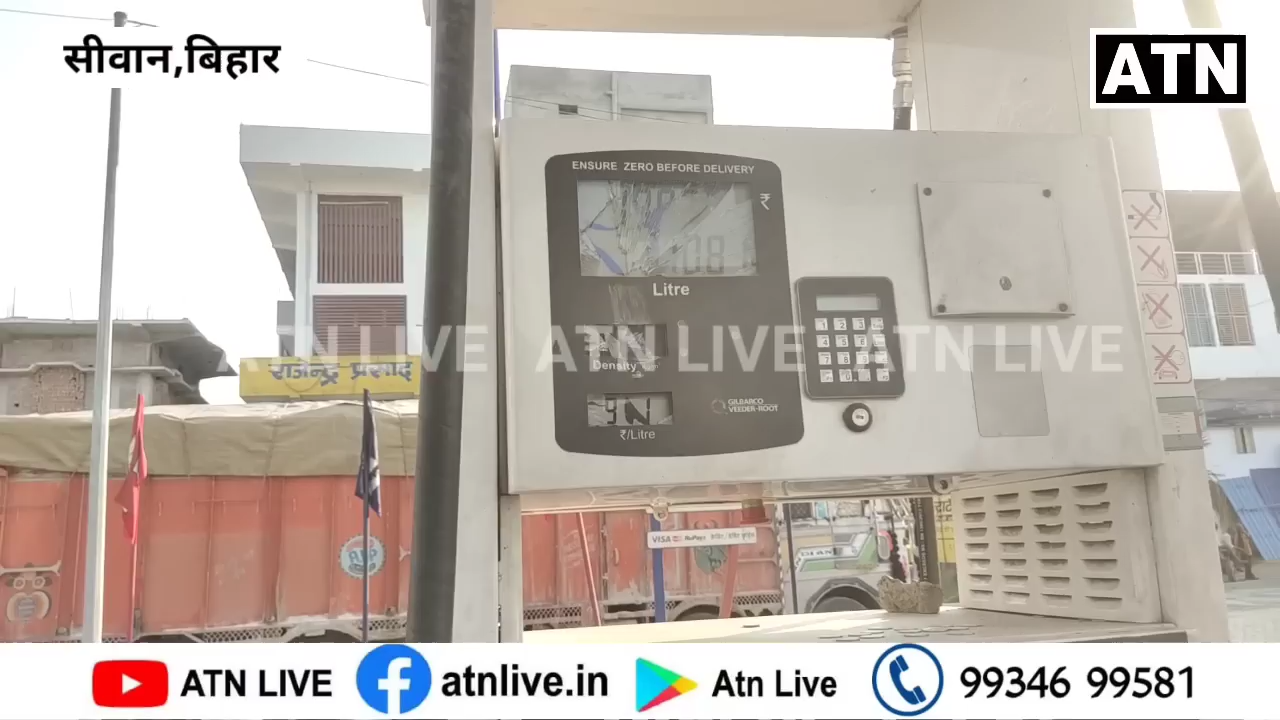 सीवान,बिहार
ATN
ENSURE ZERO BEFORE DELIVERY
₹
Litre
ATN LIVE ATN LIVE ATN LIVE
Density
राजेन्द्र प्रसाद
GILBARCO
VEEDER-ROOT
₹/Litre
VISA RuPay
ATN LIVE atnlive.in Atn Live 99346 99581